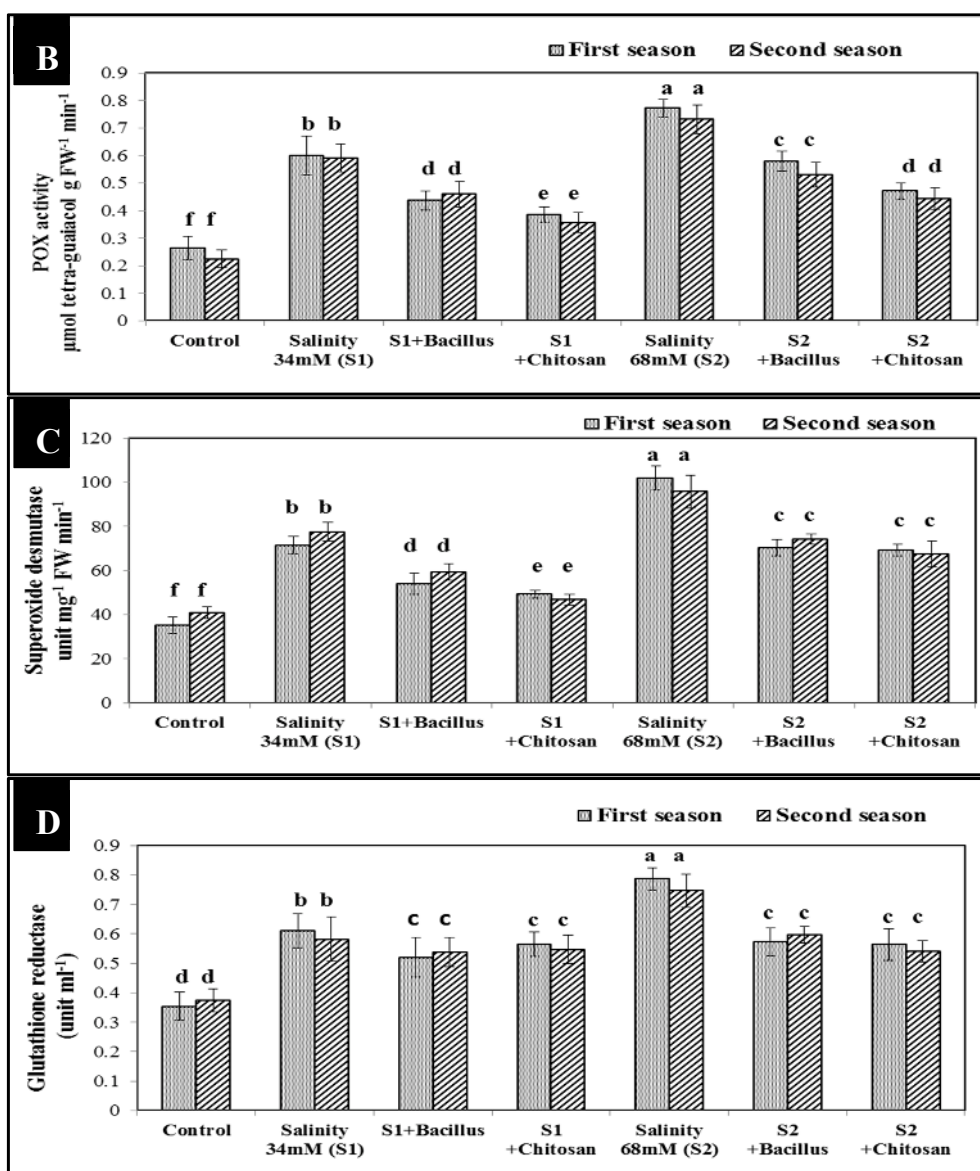 B
First season Second season
POX activity
µmol tetra-guaiacol g FW⁻¹ min⁻¹
0.9
0.8
0.7
0.6
0.5
0.4
0.3
0.2
0.1
0
f f
b b
d d
e e
a a
c c
d d
Control
Salinity
34mM (S1)
S1+Bacillus
S1
+Chitosan
Salinity
68mM (S2)
S2
+Bacillus
S2
+Chitosan
C
First season Second season
Superoxide desmutase
unit mg⁻¹ FW min⁻¹
120
100
80
60
40
20
0
f f
b b
d d
e e
a a
c c
c c
Control
Salinity
34mM (S1)
S1+Bacillus
S1
+Chitosan
Salinity
68mM (S2)
S2
+Bacillus
S2
+Chitosan
D
First season Second season
Glutathione reductase
(unit ml⁻¹)
0.9
0.8
0.7
0.6
0.5
0.4
0.3
0.2
0.1
0
d d
b b
c c
c c
a a
c c
c c
Control
Salinity
34mM (S1)
S1+Bacillus
S1
+Chitosan
Salinity
68mM (S2)
S2
+Bacillus
S2
+Chitosan